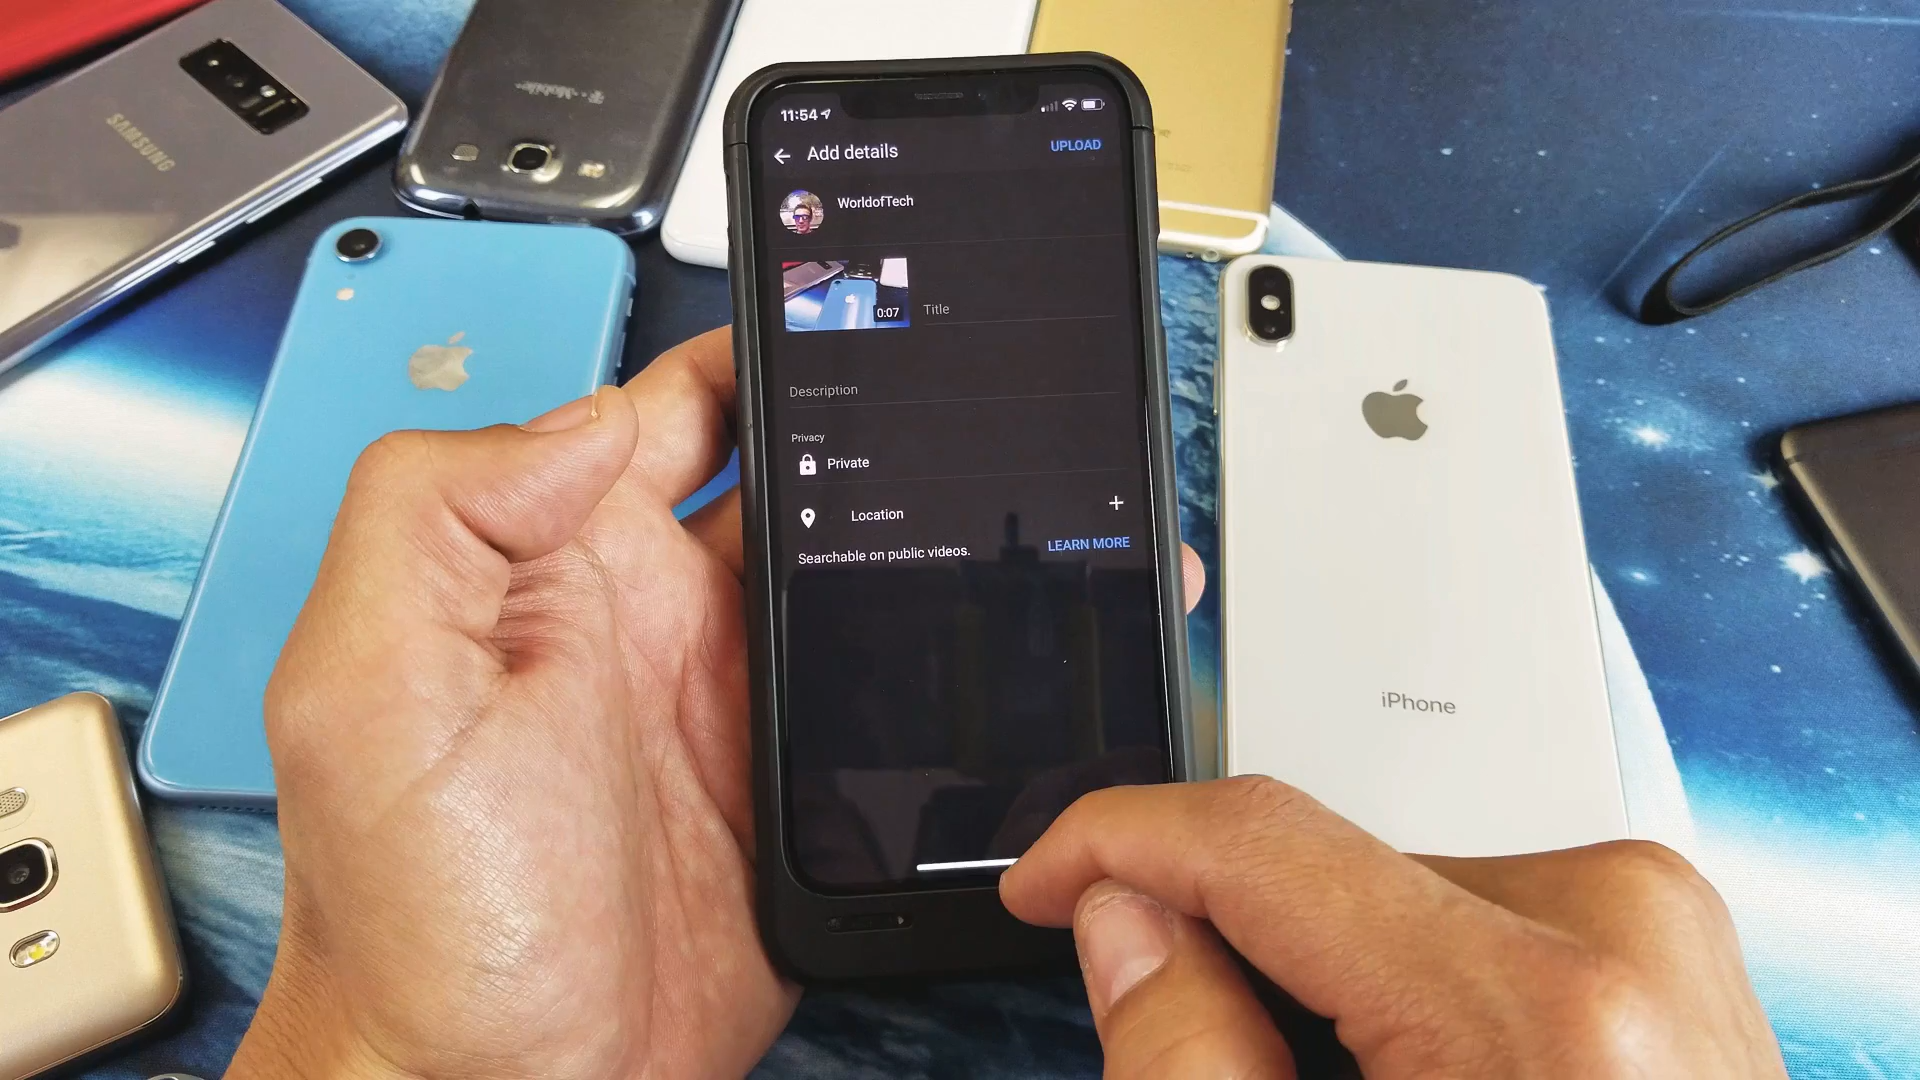 SAMSUNG
T-Mobile
11:54
Add details
UPLOAD
WorldofTech
0:07
Title
Description
Privacy
Private
Location
Searchable on public videos.
LEARN MORE
iPhone